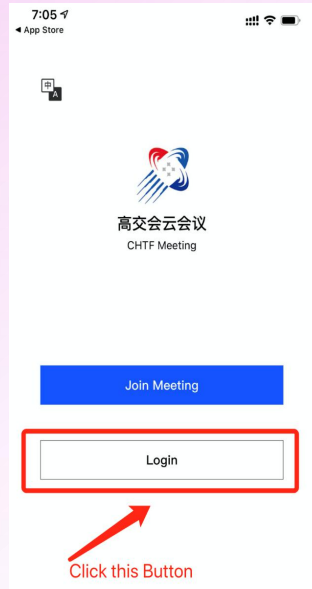 7:05
◀ App Store
中
A
高交会云会议
CHTF Meeting
Join Meeting
Login
Click this Button